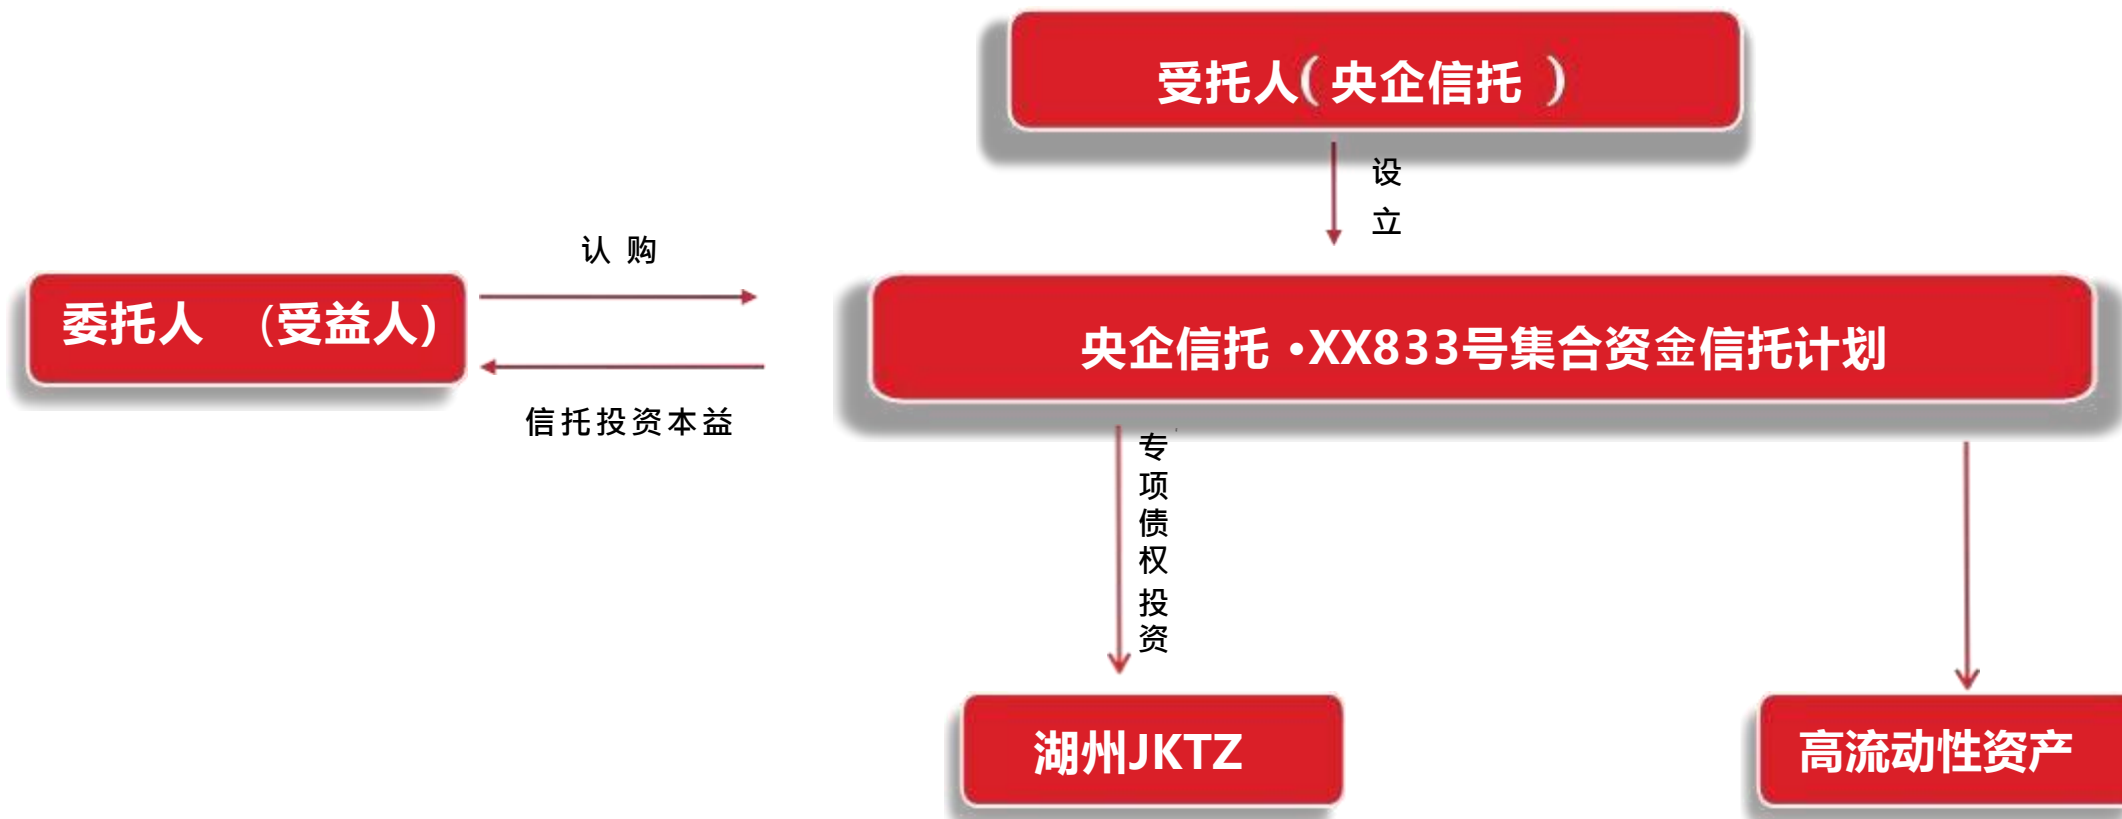 受托人(央企信托 )
设立
认 购
委托人 (受益人)
央企信托 •XX833号集合资金信托计划
信托投资本益
专项债权投资
湖州JKTZ
高流动性资产